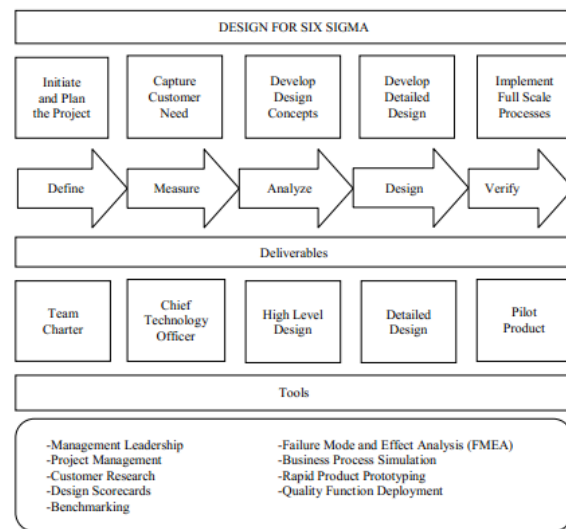 DESIGN FOR SIX SIGMA
Initiate
and Plan
the Project
Capture
Customer
Need
Develop
Design
Concepts
Develop
Detailed
Design
Implement
Full Scale
Processes
Define
Measure
Analyze
Design
Verify
Deliverables
Team
Charter
Chief
Technology
Officer
High Level
Design
Detailed
Design
Pilot
Product
Tools
-Management Leadership
-Project Management
-Customer Research
-Design Scorecards
-Benchmarking
-Failure Mode and Effect Analysis (FMEA)
-Business Process Simulation
-Rapid Product Prototyping
-Quality Function Deployment